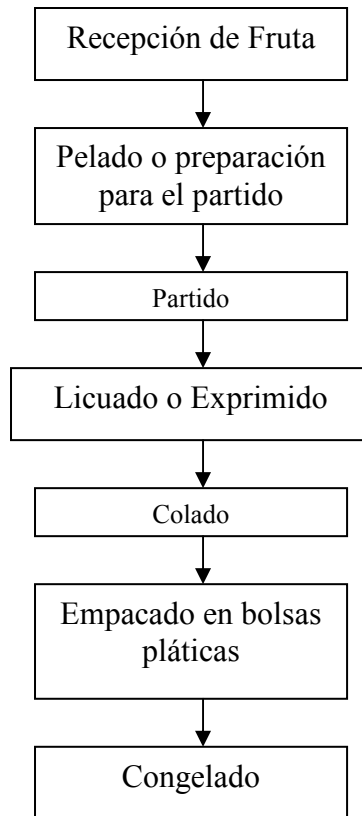 Recepción de Fruta
Pelado o preparación
para el partido
Partido
Licuado o Exprimido
Colado
Empacado en bolsas
pláticas
Congelado